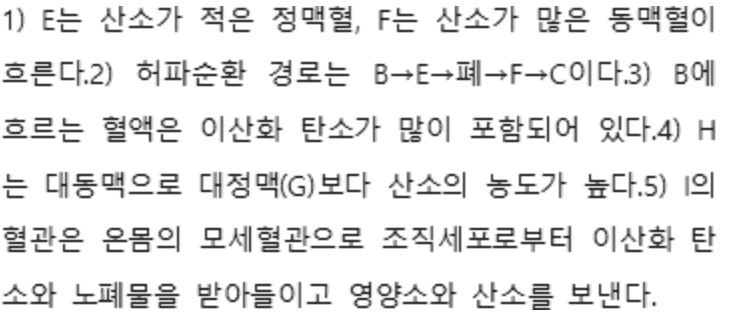 1) E는 산소가 적은 정맥혈, F는 산소가 많은 동맥혈이
흐른다.2) 허파순환 경로는 B→E→폐→F→C이다.3) B에
흐르는 혈액은 이산화 탄소가 많이 포함되어 있다.4) H
는 대동맥으로 대정맥(G)보다 산소의 농도가 높다.5) I의
혈관은 온몸의 모세혈관으로 조직세포로부터 이산화 탄
소와 노폐물을 받아들이고 영양소와 산소를 보낸다.